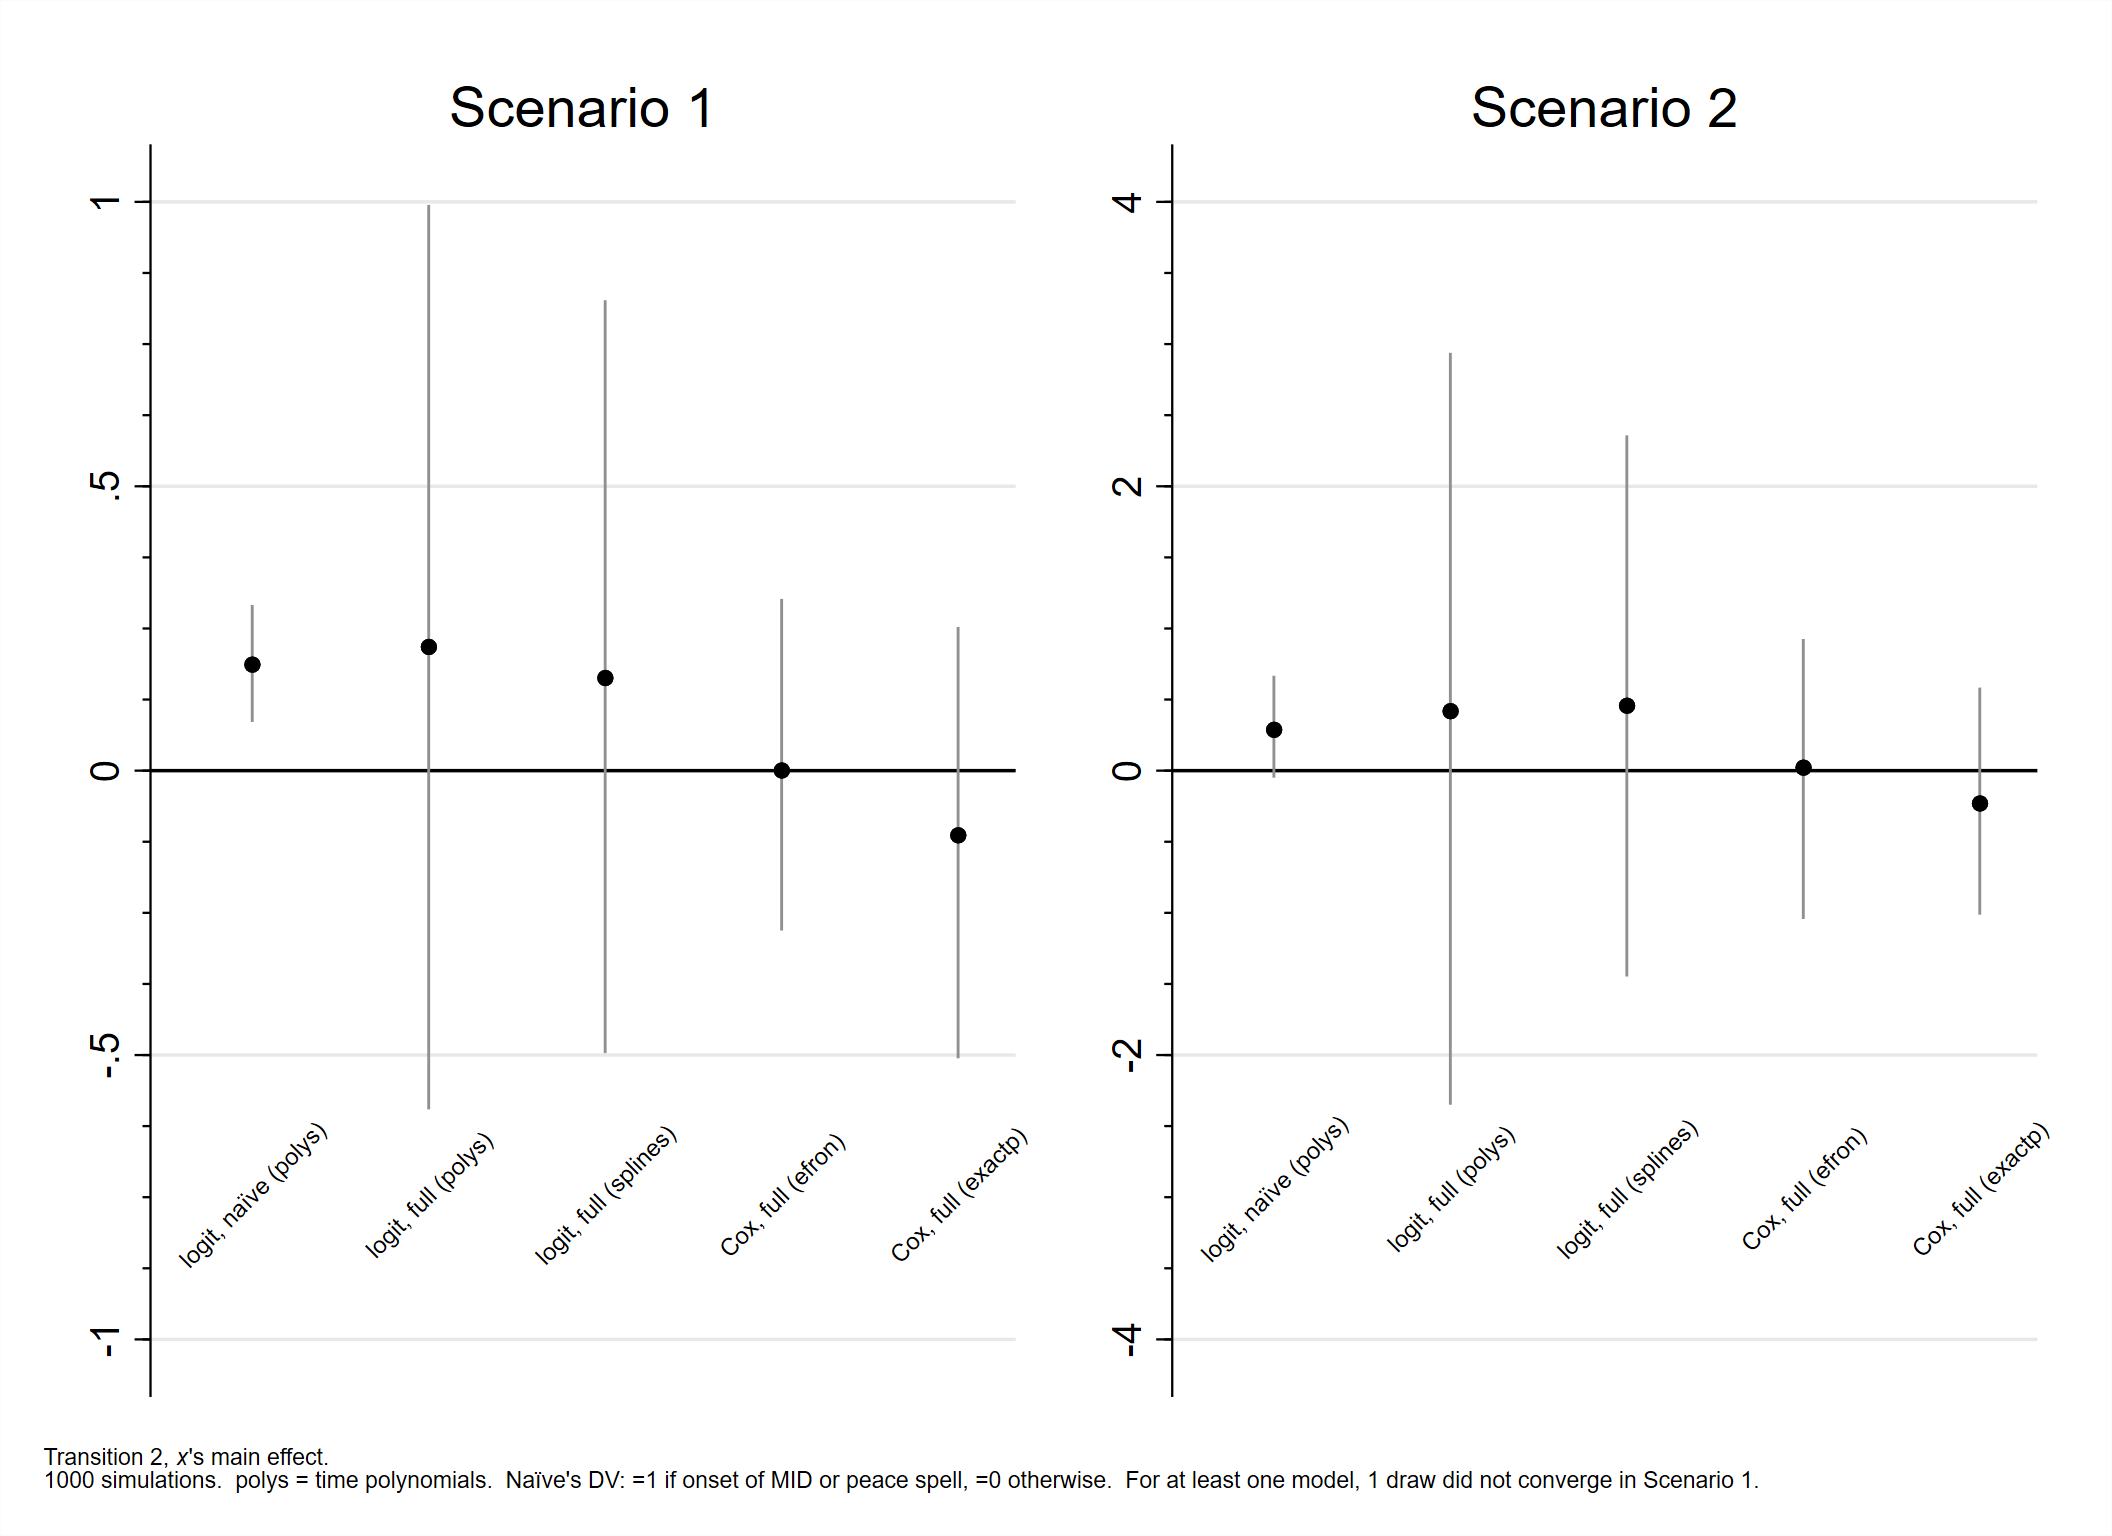 Scenario 1
1
.5
0
-.5
-1
logit, naïve (polys)
logit, full (polys)
logit, full (splines)
Cox, full (efron)
Cox, full (exactp)
Scenario 2
4
2
0
-2
-4
logit, naïve (polys)
logit, full (polys)
logit, full (splines)
Cox, full (efron)
Cox, full (exactp)
Transition 2, x's main effect.
1000 simulations.  polys = time polynomials.  Naïve's DV: =1 if onset of MID or peace spell, =0 otherwise.  For at least one model, 1 draw did not converge in Scenario 1.